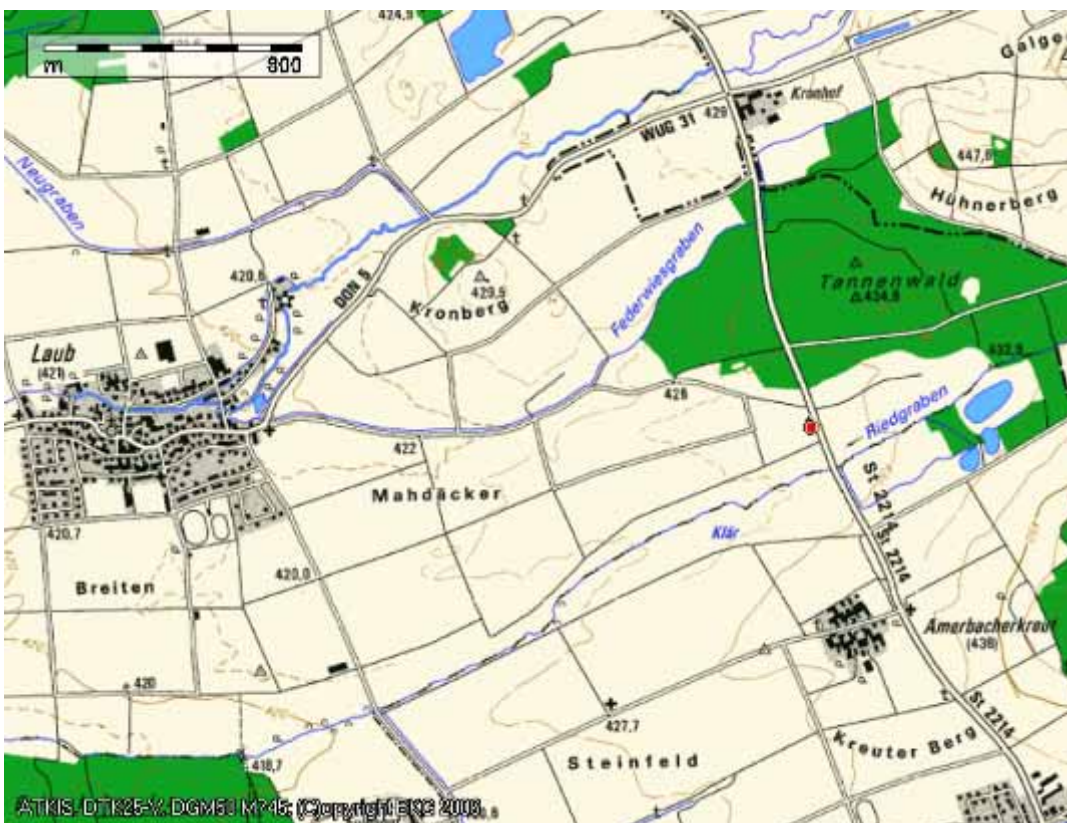 424,9
m 800
Galge
Kronhof
WUG 31
429
447,8
Neugraben
Hühnerberg
420,6
DON 5
Federwiesgraben
Tannenwald
434,8
429,5
Kronberg
Laub
(421)
432,9
428
Riedgraben
422
Mahdäcker
St 2214
Klär
St 2214
420,7
420,0
Breiten
Amerbacherkreut
(438)
420
427,7
St 2214
Kreuter Berg
418,7
Steinfeld
ATKIS, DTK25-V, DGM50 M745, (C)opyright BKG 2003